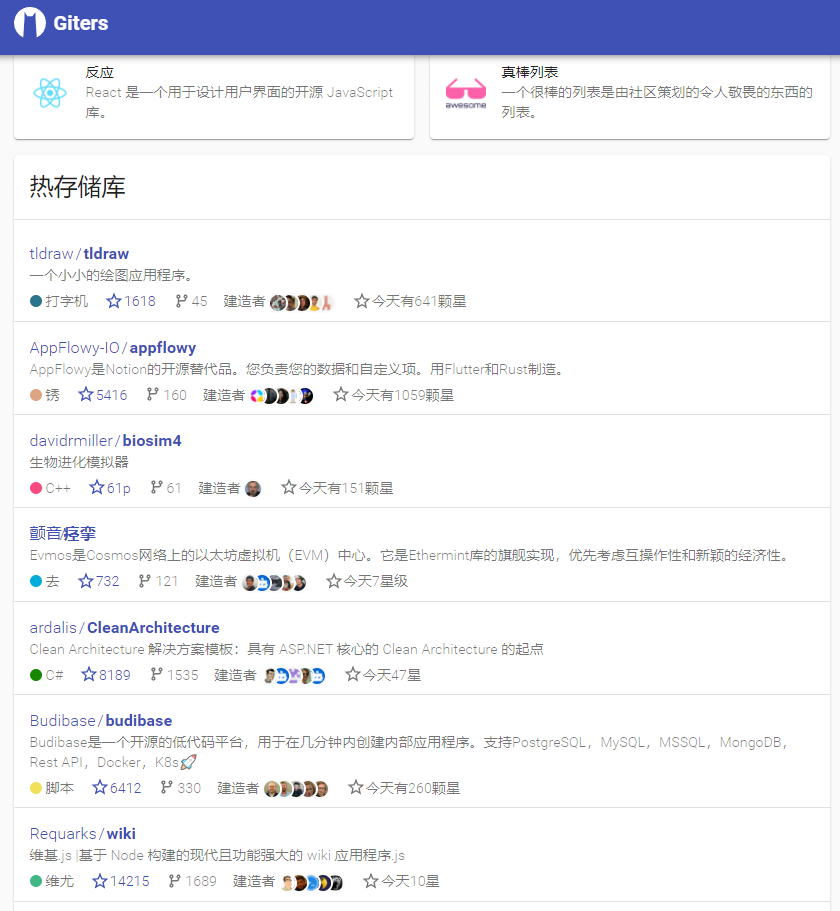 Giters
反应
React 是一个用于设计用户界面的开源 JavaScript
库。
真棒列表
一个很棒的列表是由社区策划的令人敬畏的东西的
列表。
awesome
热存储库
tldraw/tldraw
一个小小的绘图应用程序。
打字机 1618 45 建造者 今天有641颗星
AppFlowy-IO/appflowy
AppFlowy是Notion的开源替代品。您负责您的数据和自定义项。用Flutter和Rust制造。
锈 5416 160 建造者 今天有1059颗星
davidrmiller/biosim4
生物进化模拟器
C++ 61p 61 建造者 今天有151颗星
颤音/痉挛
Evmos是Cosmos网络上的以太坊虚拟机（EVM）中心。它是Ethermint库的旗舰实现，优先考虑互操作性和新颖的经济性。
去 732 121 建造者 今天7星级
ardalis/CleanArchitecture
Clean Architecture 解决方案模板：具有 ASP.NET 核心的 Clean Architecture 的起点
C# 8189 1535 建造者 今天47星
Budibase/budibase
Budibase是一个开源的低代码平台，用于在几分钟内创建内部应用程序。支持PostgreSQL，MySQL，MSSQL，MongoDB，
Rest API，Docker，K8s🚀
脚本 6412 330 建造者 今天有260颗星
Requarks/wiki
维基.js |基于 Node 构建的现代且功能强大的 wiki 应用程序.js
维尤 14215 1689 建造者 今天10星